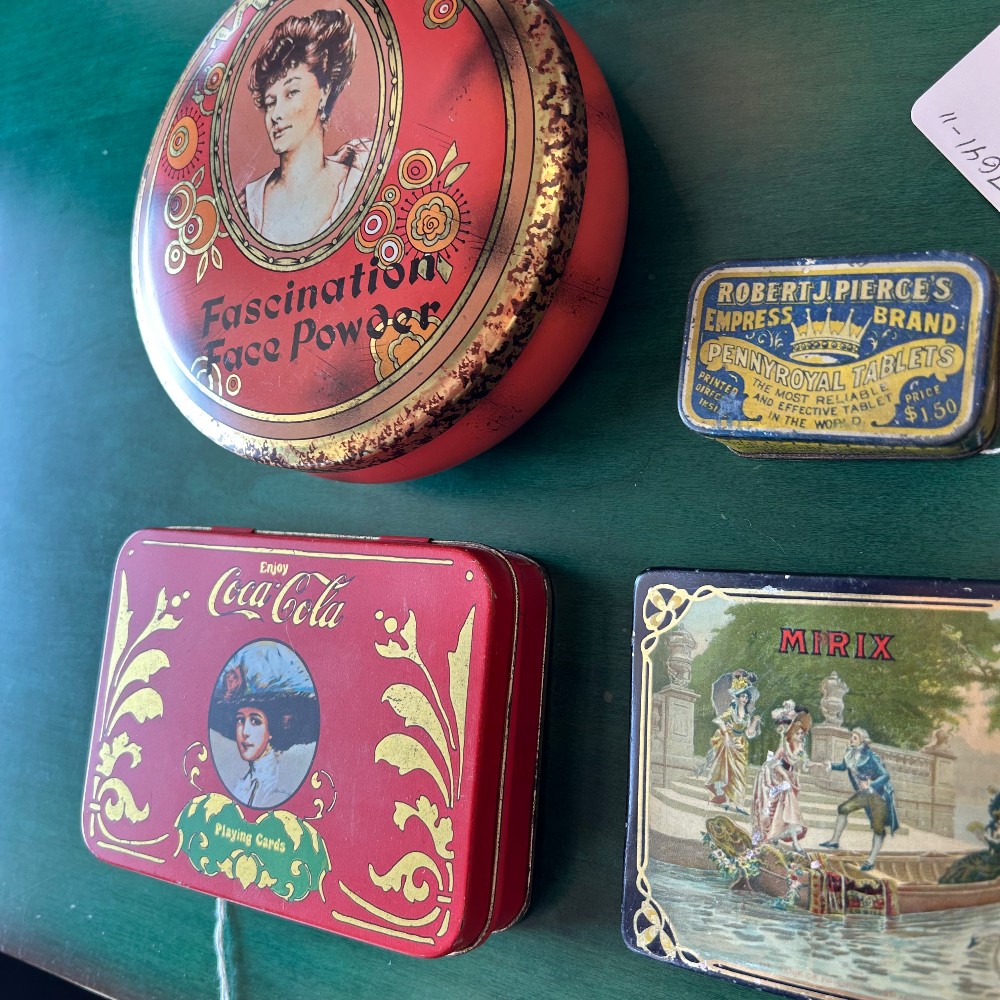 Fascination
Face Powder
7641-11
ROBERT J. PIERCE'S
EMPRESS BRAND
PENNYROYAL TABLETS
THE MOST RELIABLE
AND EFFECTIVE TABLET
IN THE WORLD
PRICE
$1.50
Enjoy
Coca-Cola
Playing Cards
MIRIX